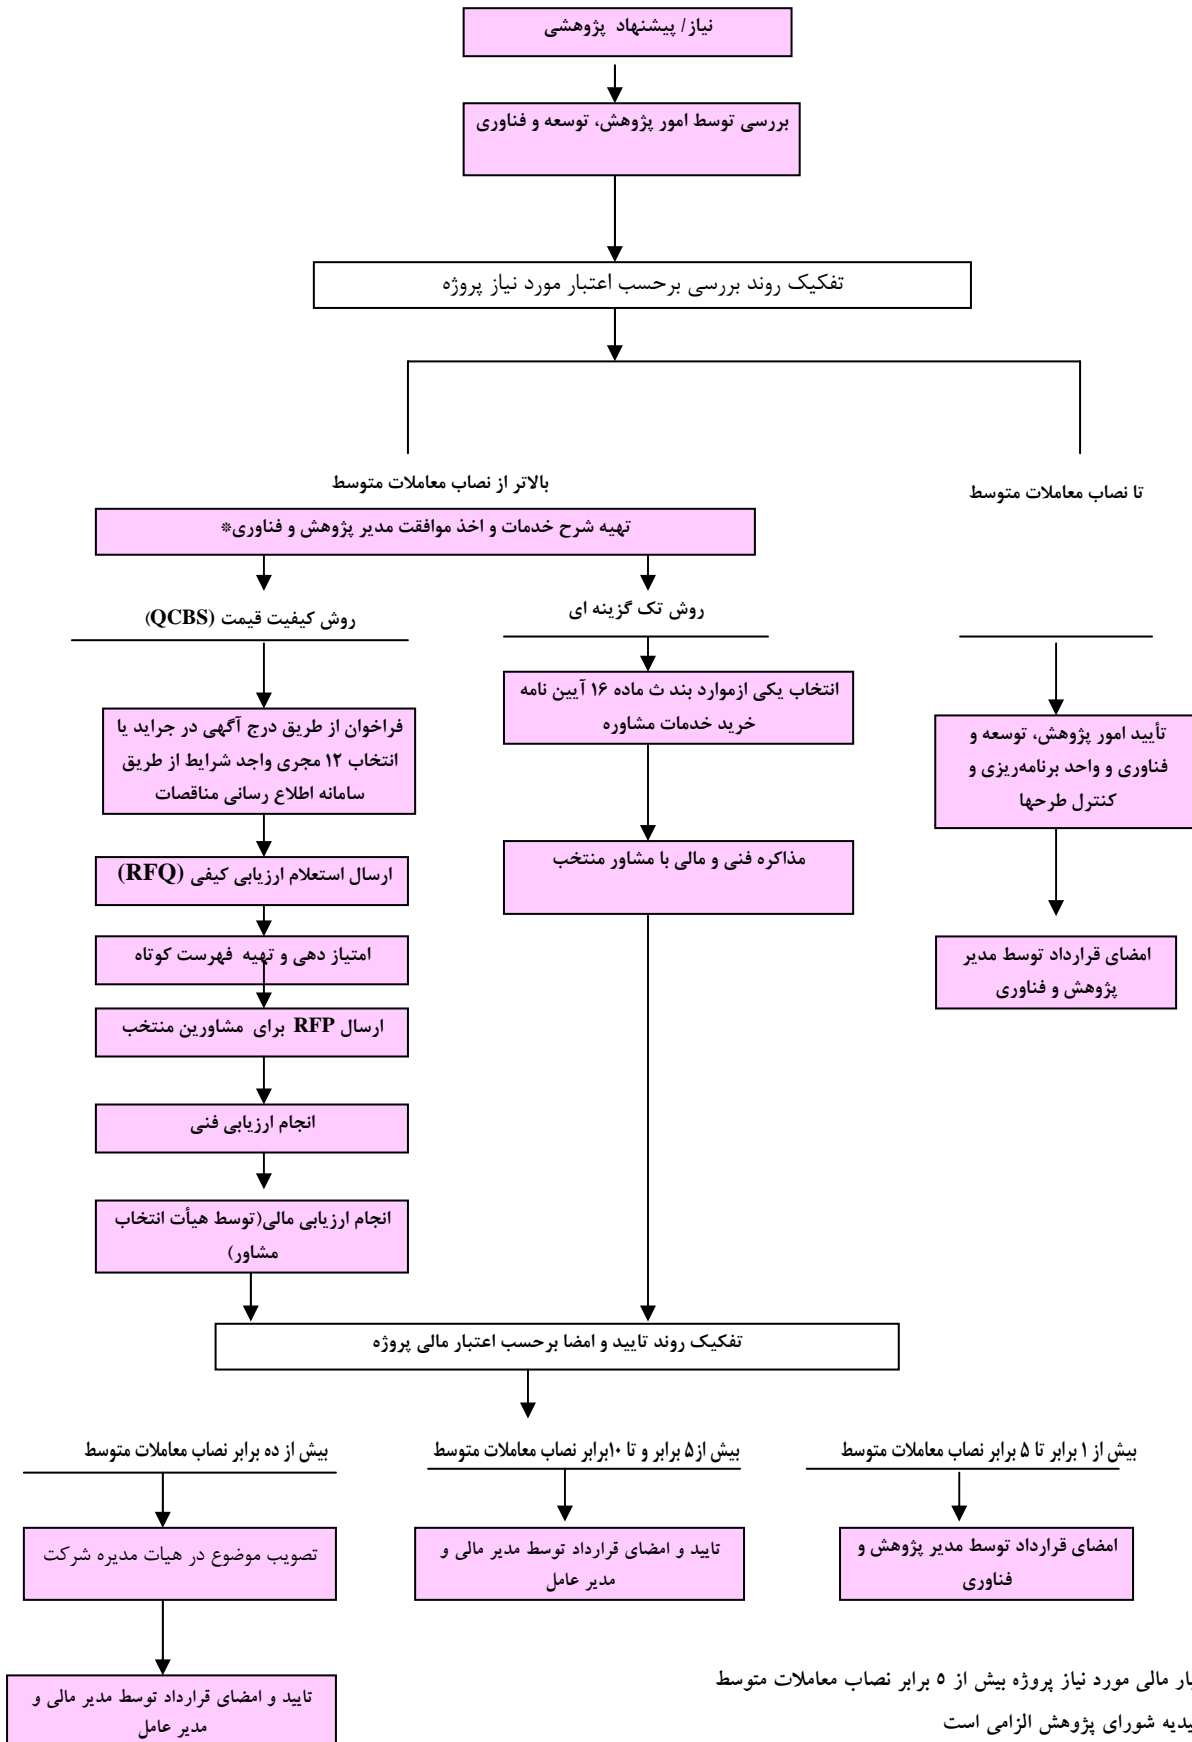 نیاز/ پیشنهاد پژوهشی
بررسی توسط امور پژوهش، توسعه و فناوری
تفکیک روند بررسی برحسب اعتبار مورد نیاز پروژه
بالاتر از نصاب معاملات متوسط
تا نصاب معاملات متوسط
تهیه شرح خدمات و اخذ موافقت مدیر پژوهش و فناوری*
روش تک گزینه ای
روش کیفیت قیمت (QCBS)
انتخاب یکی ازموارد بند ث ماده ۱۶ آیین نامه
خرید خدمات مشاوره
فراخوان از طریق درج آگهی در جراید یا
انتخاب ۱۲ مجری واجد شرایط از طریق
سامانه اطلاع رسانی مناقصات
تأیید امور پژوهش، توسعه و
فناوری و واحد برنامه‌ریزی و
کنترل طرحها
مذاکره فنی و مالی با مشاور منتخب
ارسال استعلام ارزیابی کیفی (RFQ)
امتیاز دهی و تهیه فهرست کوتاه
امضای قرارداد توسط مدیر
پژوهش و فناوری
ارسال RFP برای مشاورین منتخب
انجام ارزیابی فنی
انجام ارزیابی مالی(توسط هیأت انتخاب
مشاور)
تفکیک روند تایید و امضا برحسب اعتبار مالی پروژه
بیش از ۱ برابر تا ۵ برابر نصاب معاملات متوسط
بیش از۵ برابر و تا ۱۰برابر نصاب معاملات متوسط
بیش از ده برابر نصاب معاملات متوسط
امضای قرارداد توسط مدیر پژوهش و
فناوری
تایید و امضای قرارداد توسط مدیر مالی و
مدیر عامل
تصویب موضوع در هیات مدیره شرکت
تایید و امضای قرارداد توسط مدیر مالی و
مدیر عامل
مالی مورد نیاز پروژه بیش از ۵ برابر نصاب معاملات متوسط
شورای پژوهش الزامی است